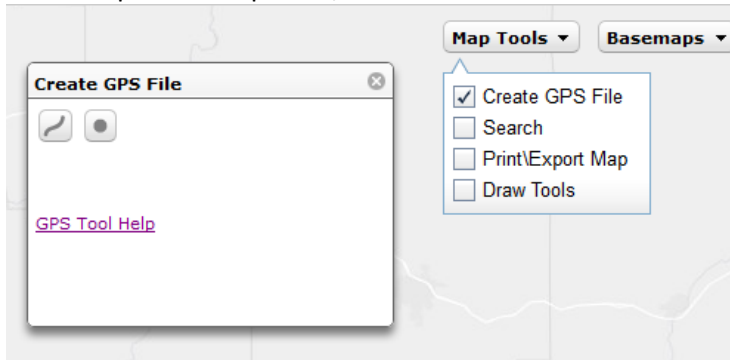 Map Tools
Basemaps
Create GPS File
GPS Tool Help
Create GPS File
Search
Print\Export Map
Draw Tools